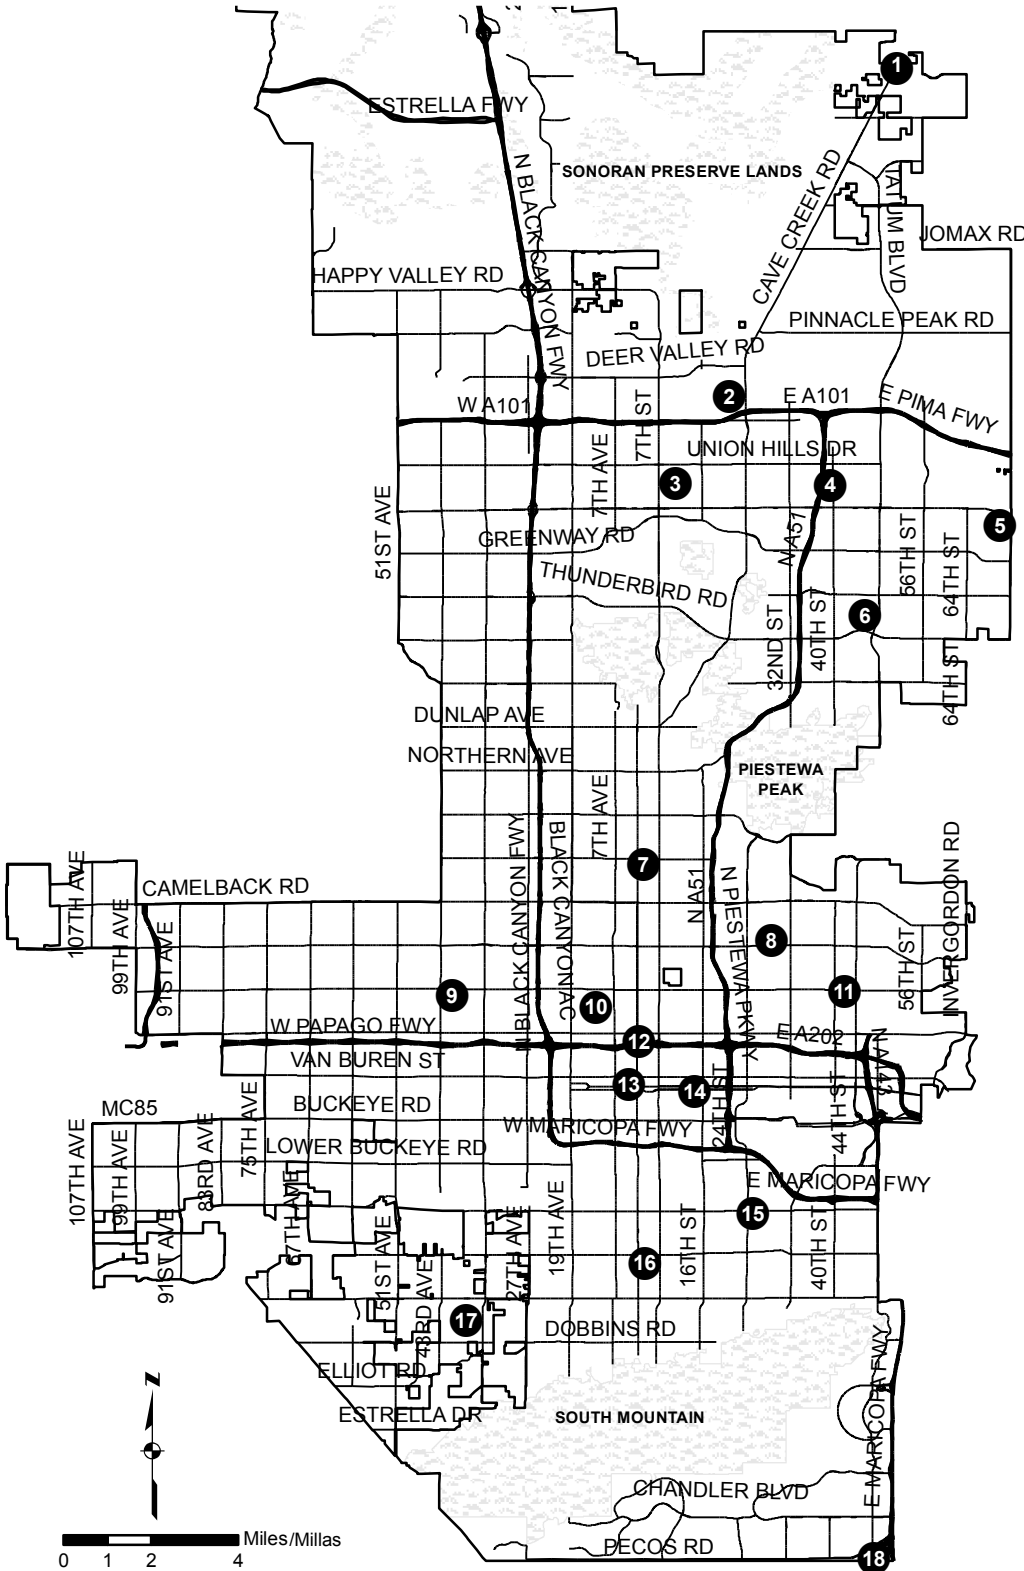 1
ESTRELLA FWY
SONORAN PRESERVE LANDS
N BLACK CANYON FWY
CAVE CREEK RD
TATUM BLVD
JOMAX RD
HAPPY VALLEY RD
PINNACLE PEAK RD
DEER VALLEY RD
2
W A101
E A101
E PIMA FWY
7TH ST
UNION HILLS DR
7TH AVE
3
4
5
51ST AVE
GREENWAY RD
N A51
56TH ST
64TH ST
THUNDERBIRD RD
32ND ST
40TH ST
6
64TH ST
DUNLAP AVE
NORTHERN AVE
PIESTEWA
PEAK
7TH AVE
7
N BLACK CANYON FWY
BLACK CANYON AC
N A51
N PIESTEWA PKWY
INVERGORDON RD
107TH AVE
CAMELBACK RD
99TH AVE
91ST AVE
8
56TH ST
9
10
11
W PAPAGO FWY
12
E A202
N A143
VAN BUREN ST
13
14
24TH ST
44TH ST
MC85
BUCKEYE RD
75TH AVE
W MARICOPA FWY
LOWER BUCKEYE RD
107TH AVE
99TH AVE
83RD AVE
E MARICOPA FWY
91ST AVE
67TH AVE
51ST AVE
43RD AVE
27TH AVE
19TH AVE
16TH ST
15
40TH ST
16
17
DOBBINS RD
ELLIOT RD
ESTRELLA DR
SOUTH MOUNTAIN
E MARICOPA FWY
N
CHANDLER BLVD
PECOS RD
18
Miles/Millas
0 1 2 4